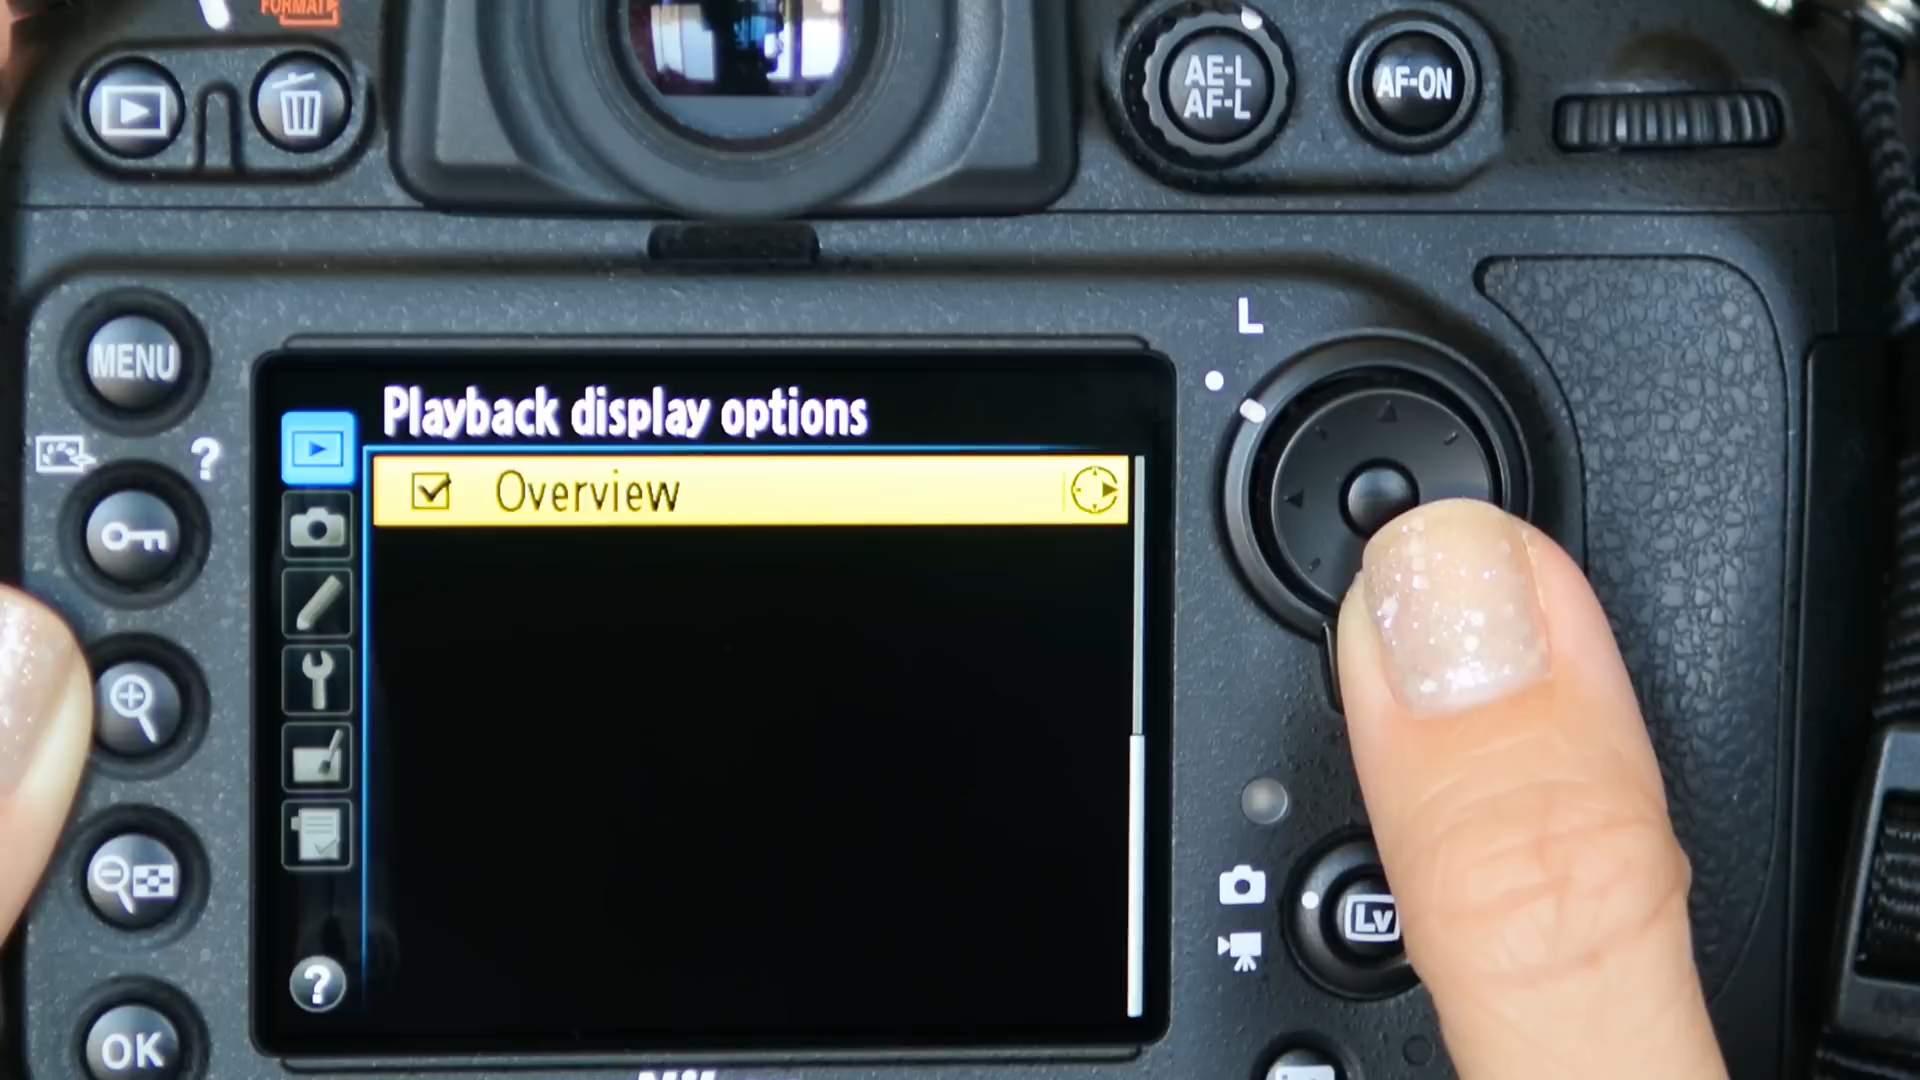 FORMAT
AE-L
AF-L
AF-ON
L
MENU
?
Playback display options
Overview
?
Lv
OK